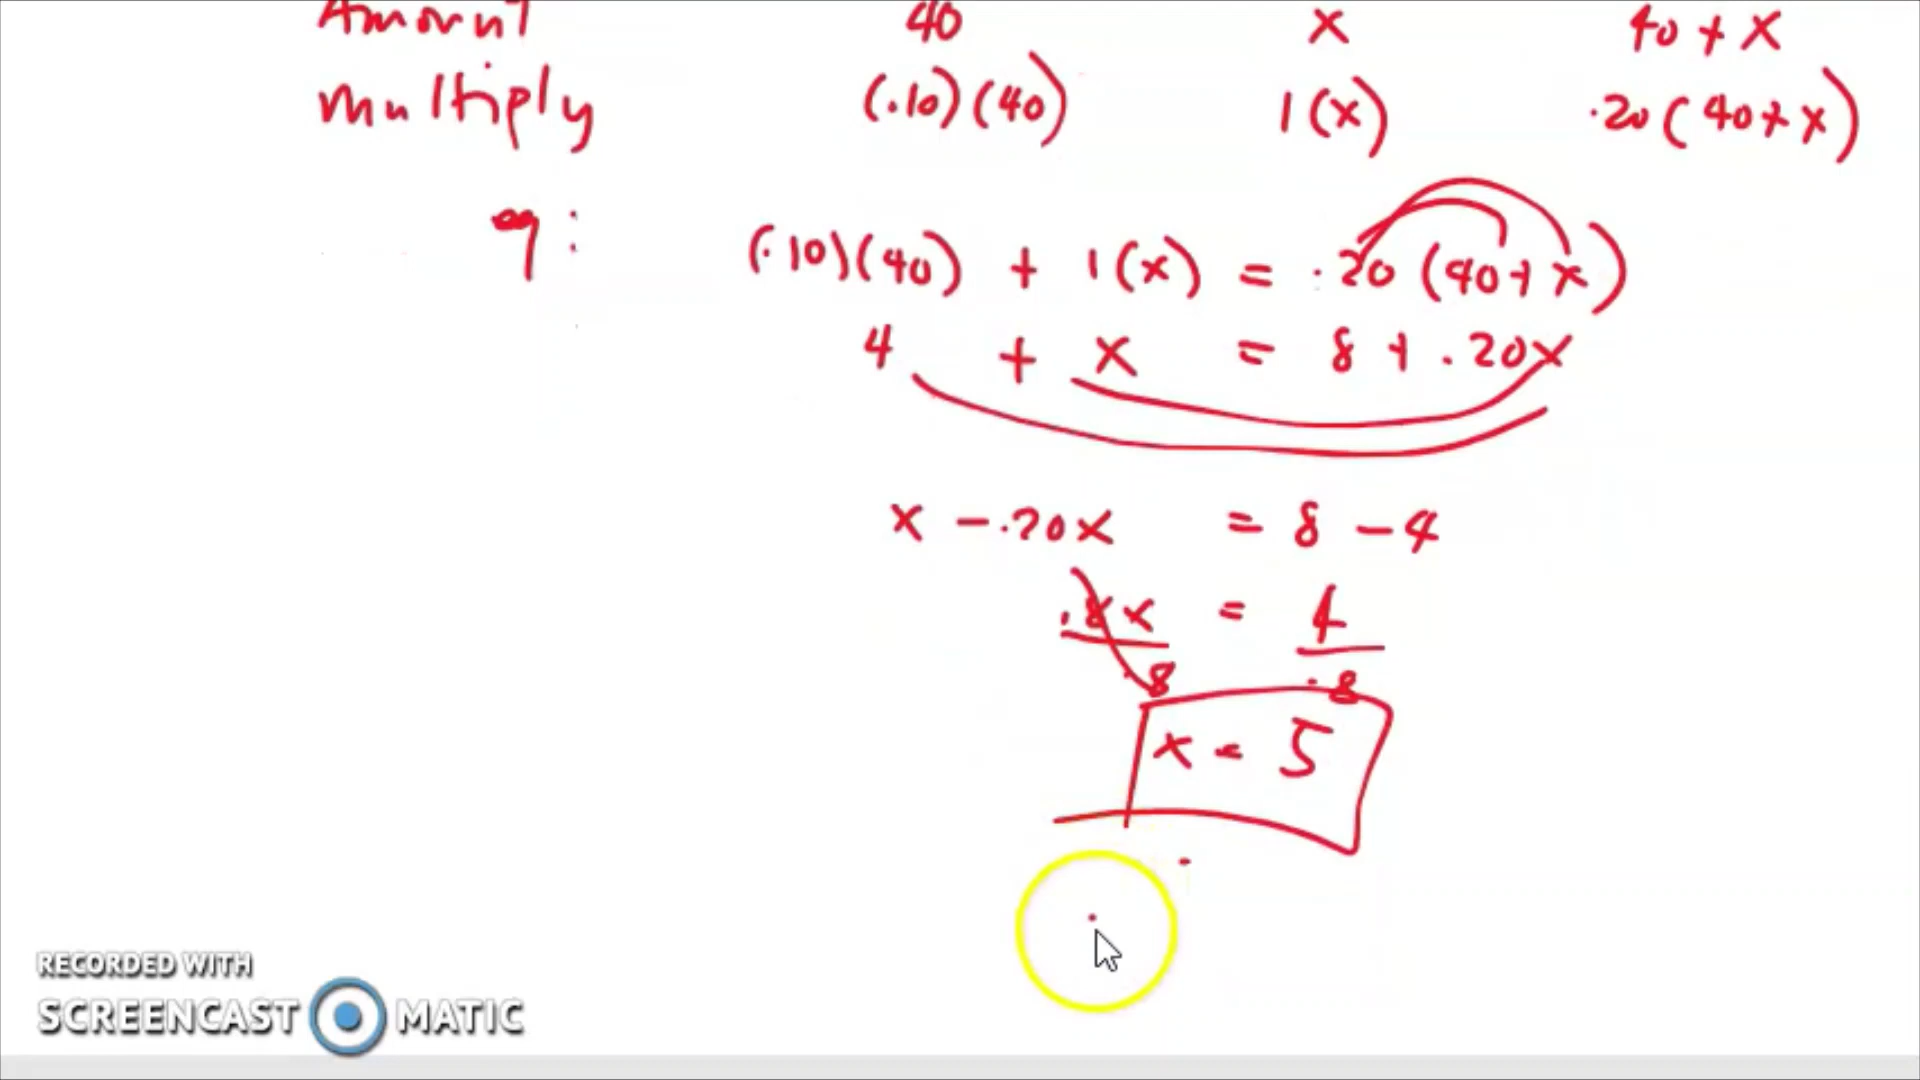 Amount 40 x 40 + x
Multiply (.10)(40) 1(x) .20(40+x)
eq: (.10)(40) + 1(x) = .20(40+x)
4 + x = 8 + .20x
x - .20x = 8 - 4
.8x = 4
.8 .8
x = 5
RECORDED WITH
SCREENCAST MATIC